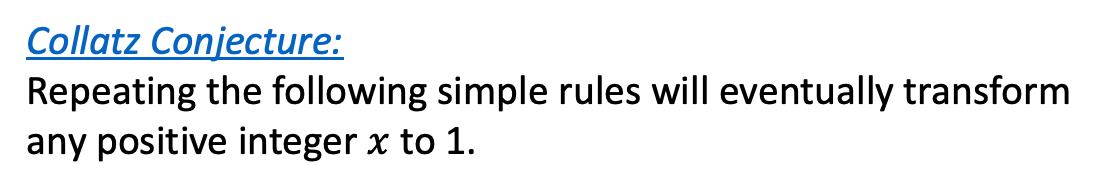 Collatz Conjecture:
Repeating the following simple rules will eventually transform
any positive integer x to 1.